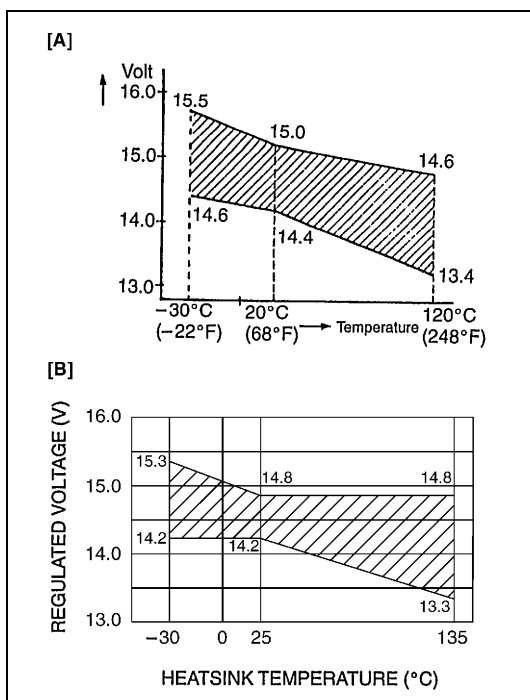 [A]
Volt
16.0
15.5
15.0
15.0
14.6
14.0
14.6
14.4
13.4
13.0
−30°C 20°C 120°C
(−22°F) (68°F) Temperature (248°F)
[B]
REGULATED VOLTAGE (V)
16.0
15.3
14.8 14.8
15.0
14.2 14.2
14.0
13.3
13.0
−30 0 25 135
HEATSINK TEMPERATURE (°C)